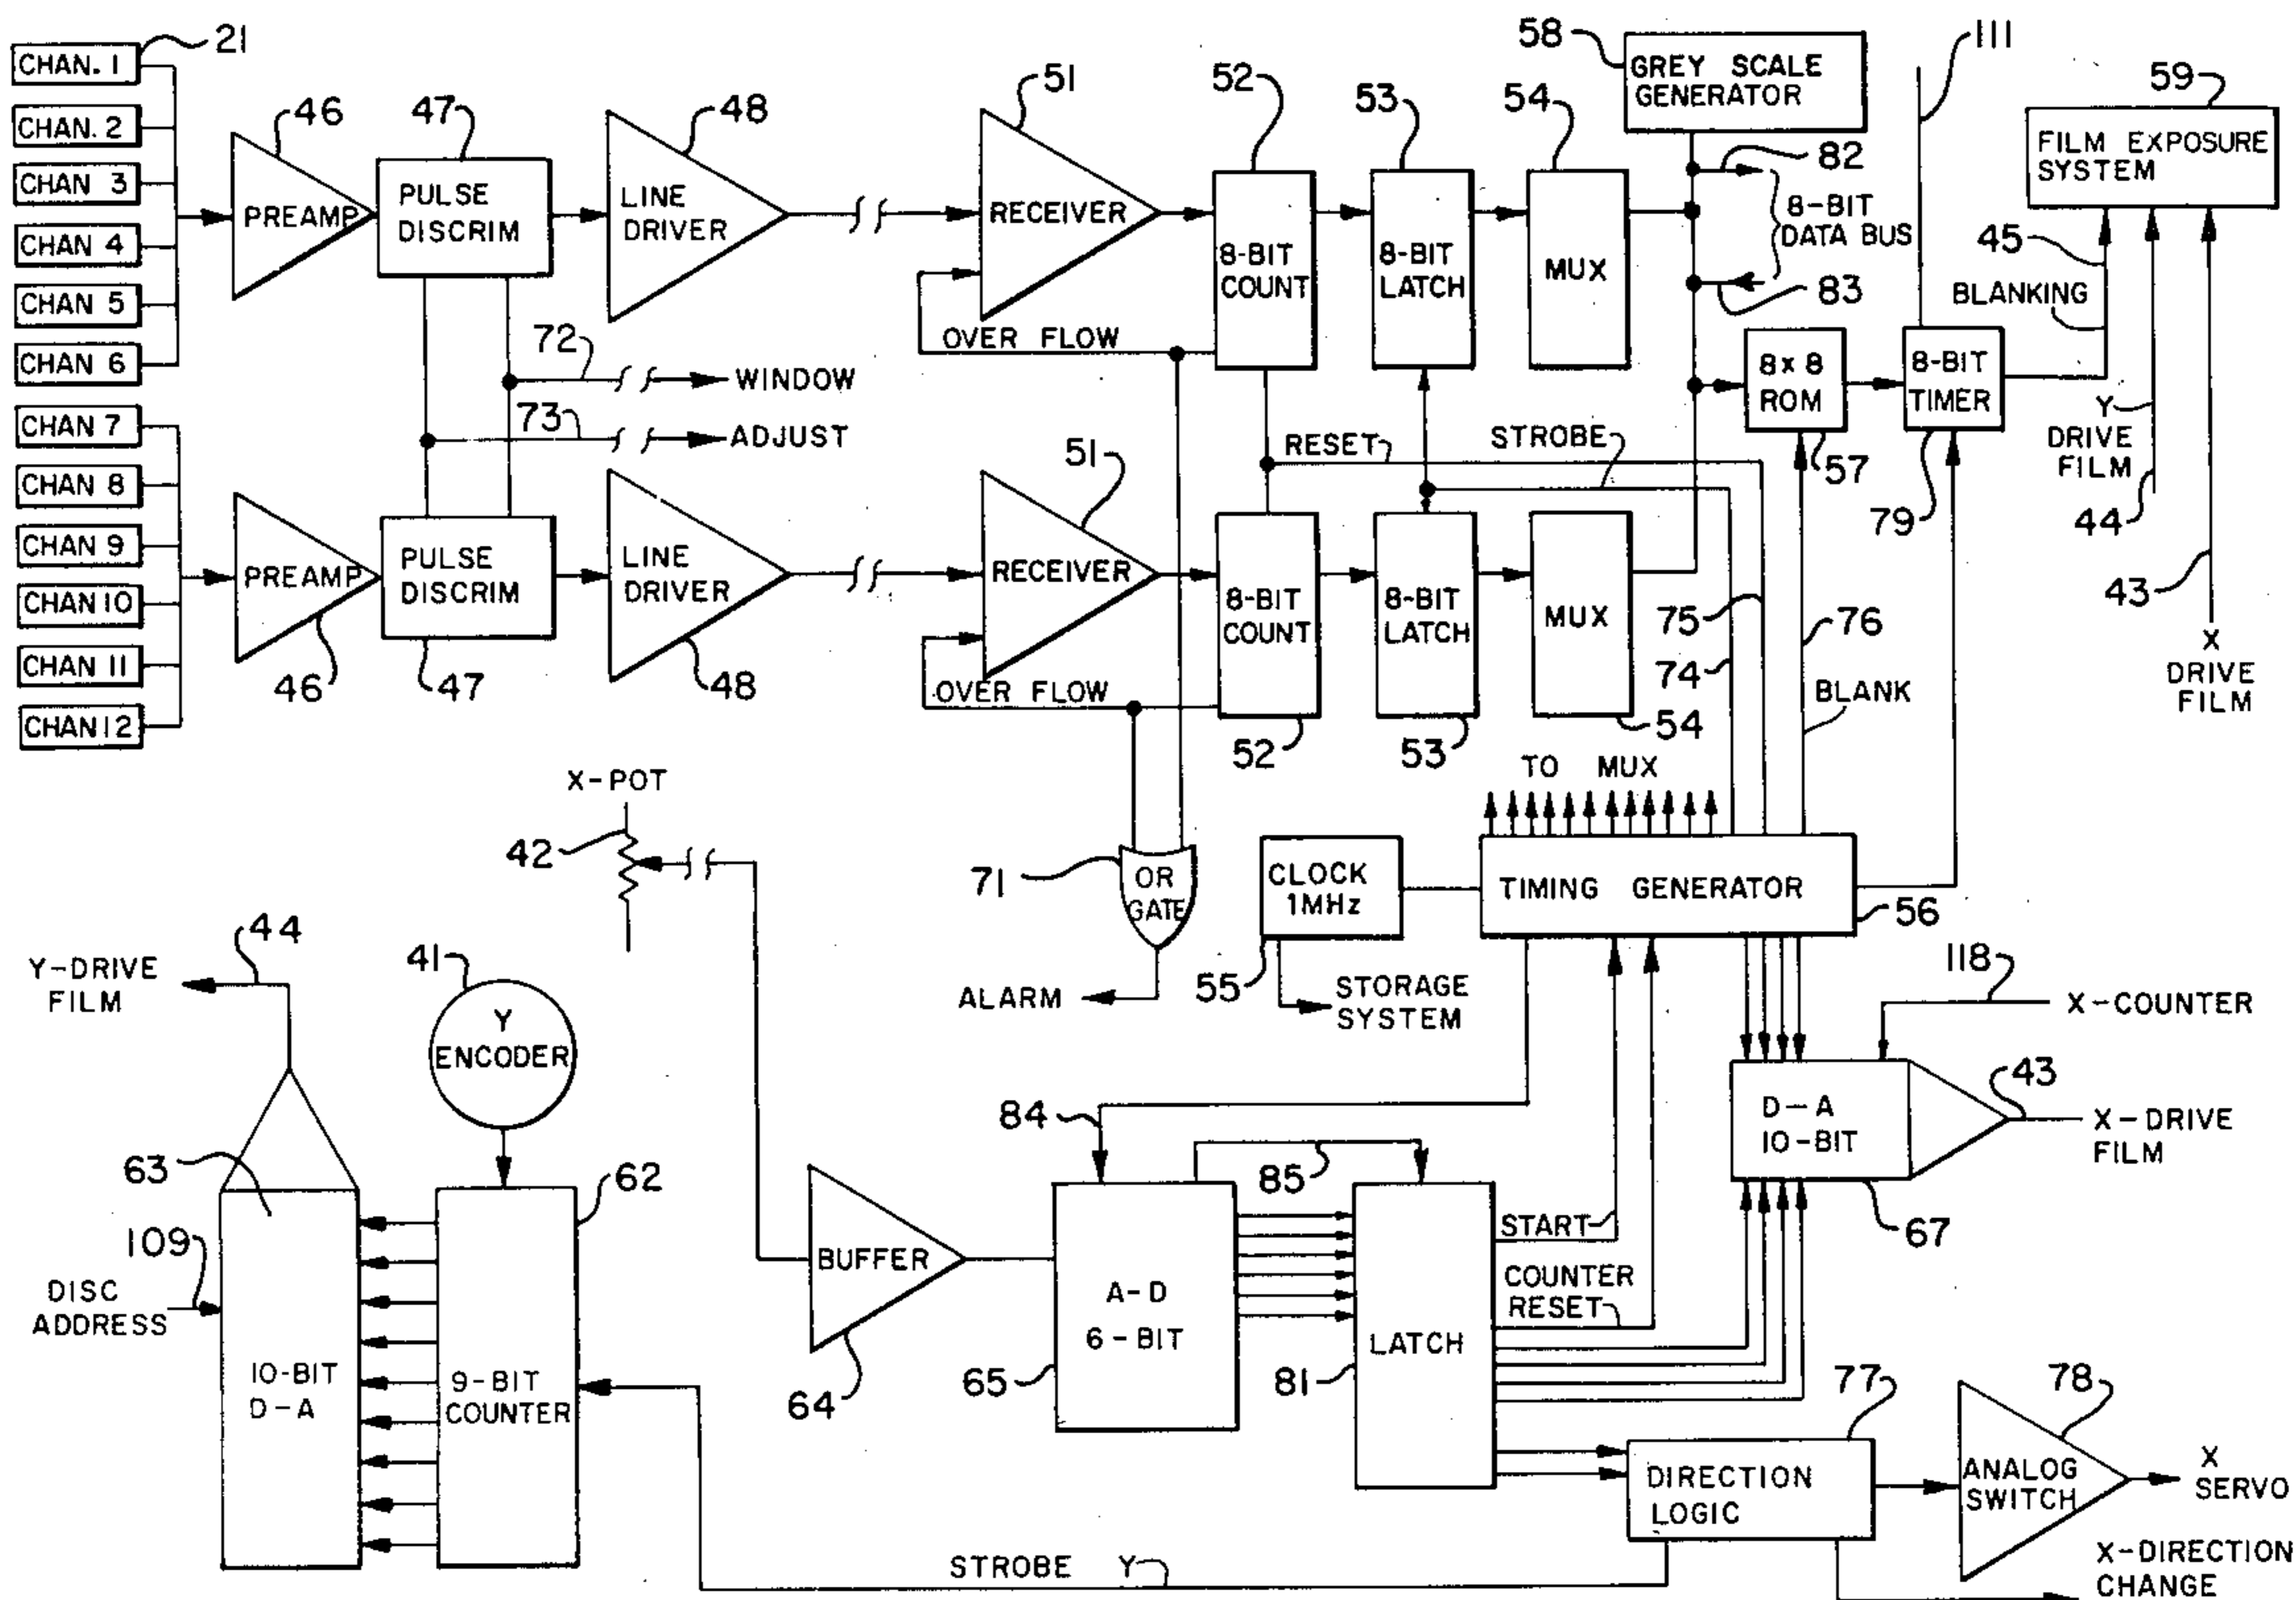 21
CHAN. 1
CHAN. 2
CHAN 3
CHAN 4
CHAN 5
CHAN 6
CHAN 7
CHAN 8
CHAN 9
CHAN 10
CHAN 11
CHAN 12
46
PREAMP
47
PULSE
DISCRIM
48
LINE
DRIVER
51
RECEIVER
52
8-BIT
COUNT
53
8-BIT
LATCH
54
MUX
58
GREY SCALE
GENERATOR
82
8-BIT
DATA BUS
83
111
59
FILM EXPOSURE
SYSTEM
45
BLANKING
8x8
ROM
57
8-BIT
TIMER
79
Y
DRIVE
FILM
44
43
X
DRIVE
FILM
OVER FLOW
72
WINDOW
73
ADJUST
RESET
STROBE
46
PREAMP
PULSE
DISCRIM
47
LINE
DRIVER
48
51
RECEIVER
OVER FLOW
8-BIT
COUNT
52
8-BIT
LATCH
53
MUX
54
75
74
76
BLANK
TO MUX
X-POT
42
71
OR
GATE
ALARM
CLOCK
1MHz
55
STORAGE
SYSTEM
TIMING GENERATOR
56
44
Y-DRIVE
FILM
41
Y
ENCODER
118
X-COUNTER
D-A
10-BIT
67
43
X-DRIVE
FILM
63
109
DISC
ADDRESS
10-BIT
D-A
62
9-BIT
COUNTER
BUFFER
64
84
A-D
6-BIT
65
85
LATCH
81
START
COUNTER
RESET
77
DIRECTION
LOGIC
78
ANALOG
SWITCH
X
SERVO
X-DIRECTION
CHANGE
STROBE Y